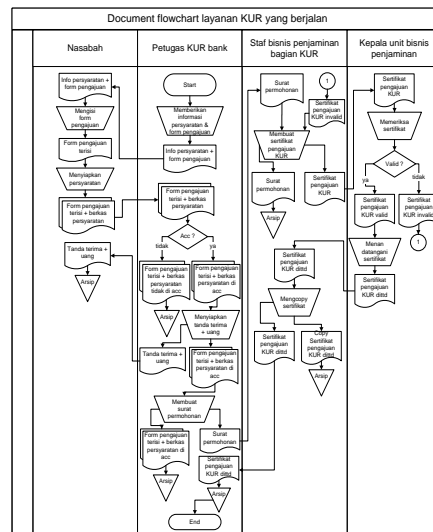 Document flowchart layanan KUR yang berjalan
Nasabah
Petugas KUR bank
Staf bisnis penjaminan
bagian KUR
Kepala unit bisnis
penjaminan
Info persyaratan +
form pengajuan
Mengisi
form
pengajuan
Form pengajuan
terisi
Menyiapkan
persyaratan
Form pengajuan
terisi + berkas
persyaratan
Tanda terima +
uang
Arsip
Start
Memberikan
informasi
persyaratan &
form pengajuan
Info persyaratan +
form pengajuan
Form pengajuan
terisi + berkas
persyaratan
Acc ?
tidak
ya
Form pengajuan
terisi + berkas
persyaratan
tidak di acc
Form pengajuan
terisi + berkas
persyaratan di
acc
Arsip
Menyiapkan
tanda terima
+ uang
Tanda terima +
uang
Form pengajuan
terisi + berkas
persyaratan di
acc
Membuat
surat
permohonan
Form pengajuan
terisi + berkas
persyaratan di
acc
Surat
permohonan
Arsip
Sertifikat
pengajuan
KUR dittd
Arsip
End
Surat
permohonan
1
Sertifikat
pengajuan
KUR invalid
Membuat
sertifikat
pengajuan
KUR
Surat
permohonan
Sertifikat
pengajuan
KUR
Arsip
Sertifikat
pengajuan
KUR dittd
Mengcopy
sertifikat
Sertifikat
pengajuan
KUR dittd
Copy
Sertifikat
pengajuan
KUR dittd
Arsip
Sertifikat
pengajuan
KUR
Memeriksa
sertifikat
Valid ?
ya
tidak
Sertifikat
pengajuan
KUR valid
Sertifikat
pengajuan
KUR invalid
Menan
datangani
sertifikat
1
Sertifikat
pengajuan
KUR dittd